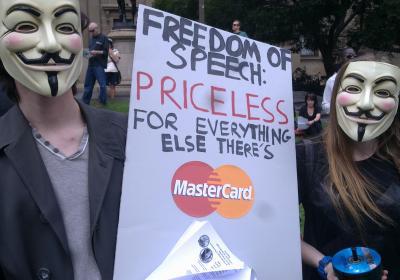 FREEDOM OF
SPEECH:
PRICELESS
FOR EVERYTHING
ELSE THERE'S
MasterCard